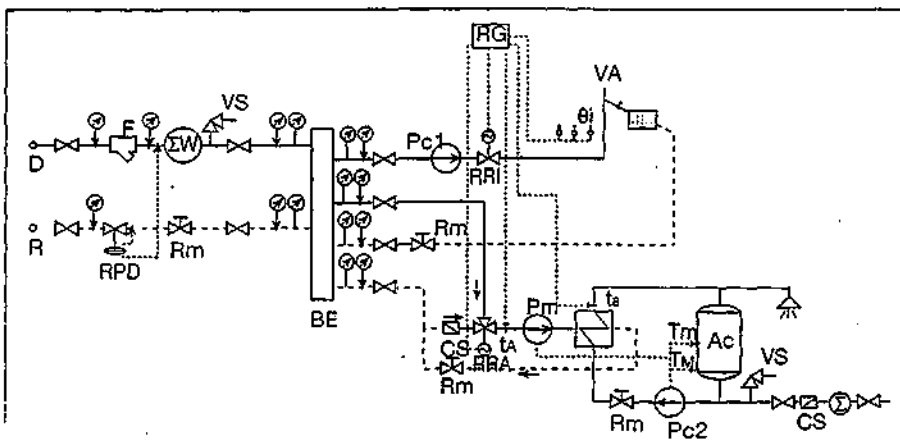 RG
VA
θi
VS
F
ΣW
D
Pc1
RRI
R
RPD
Rm
Rm
BE
Pm
ta
CS
tA
RRA
Rm
Tm
Ac
TM
VS
Rm
Pc2
CS
Σ